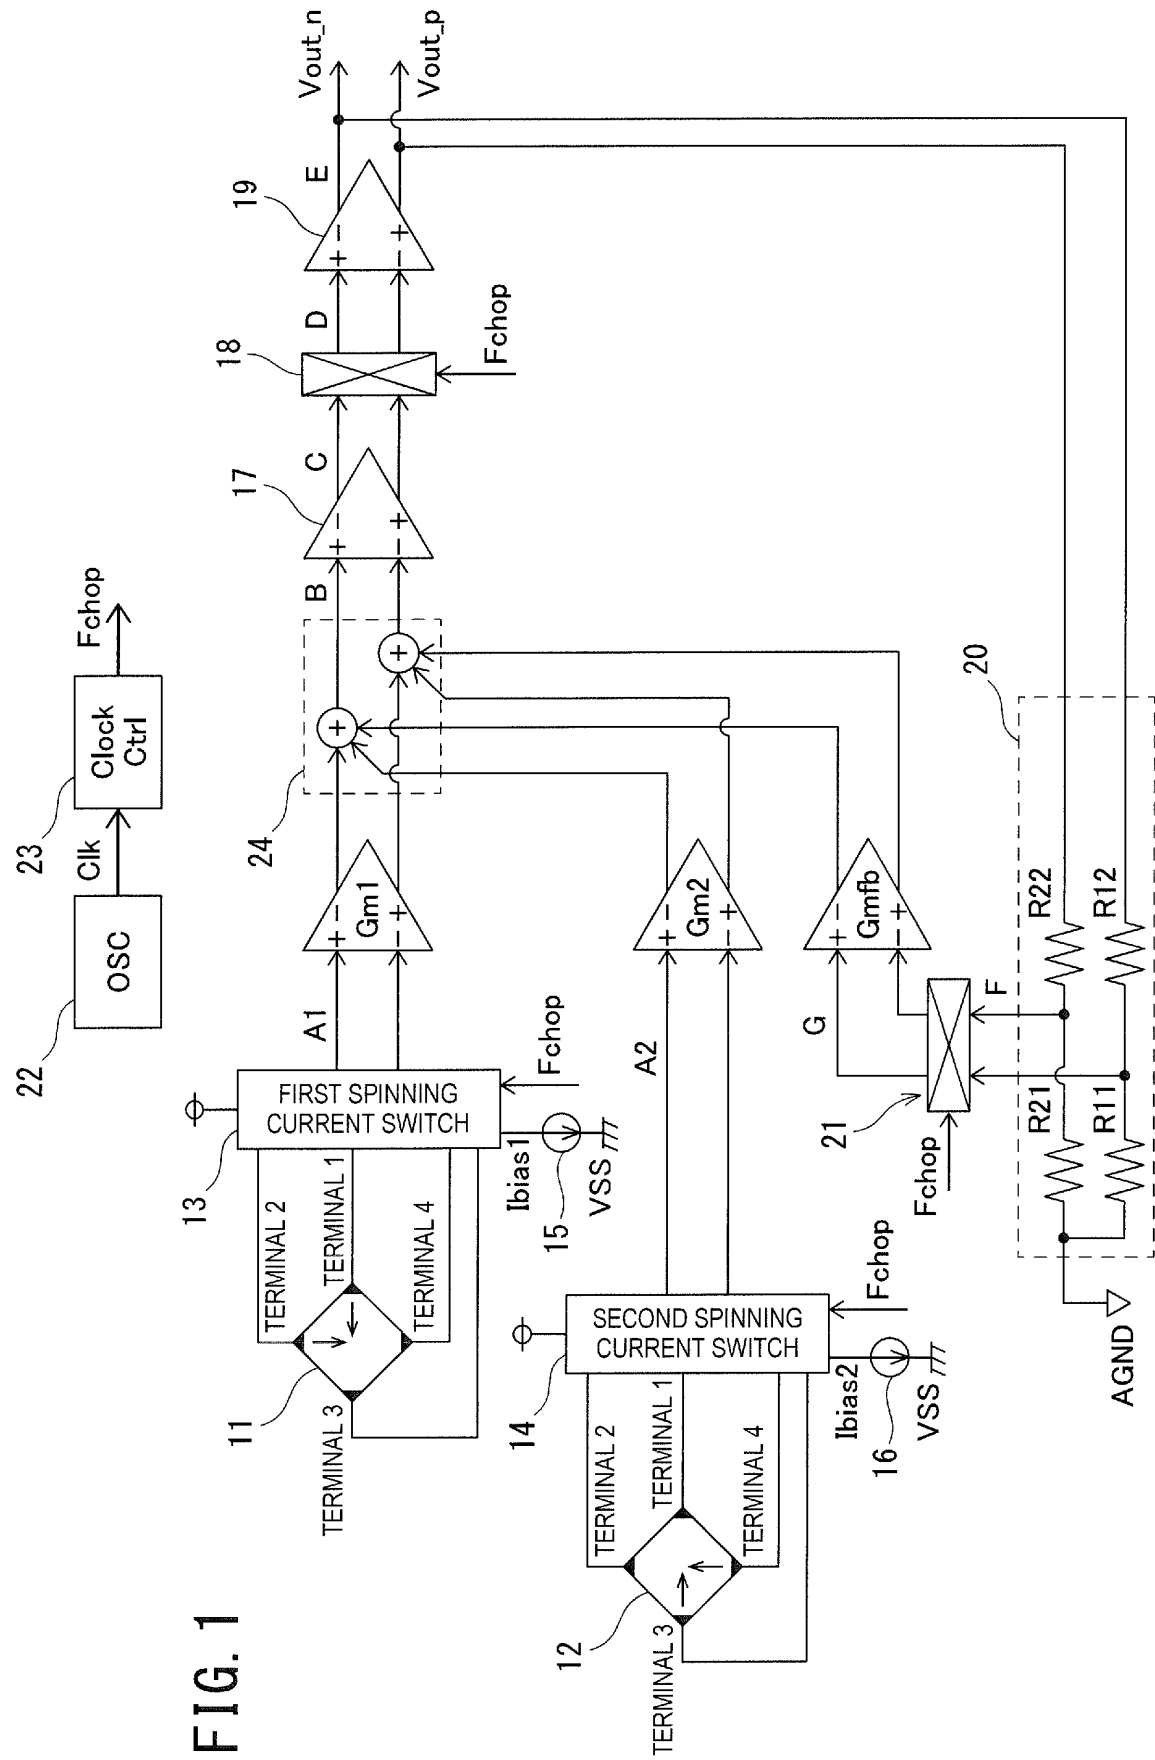 FIG. 1
22
OSC
Clk
23
Clock
Ctrl
Fchop
11
TERMINAL 3
TERMINAL 2
TERMINAL 1
TERMINAL 4
13
FIRST SPINNING
CURRENT SWITCH
Ibias1
15
VSS
Fchop
A1
+ -
Gm1
- +
24
+
+
B
17
+ -
- +
C
18
Fchop
D
19
+ -
- +
E
Vout_n
Vout_p
12
TERMINAL 3
TERMINAL 2
TERMINAL 1
TERMINAL 4
14
SECOND SPINNING
CURRENT SWITCH
Ibias2
16
VSS
Fchop
A2
+ -
Gm2
- +
G
+ -
Gmfb
- +
21
Fchop
F
20
R21
R22
R11
R12
AGND